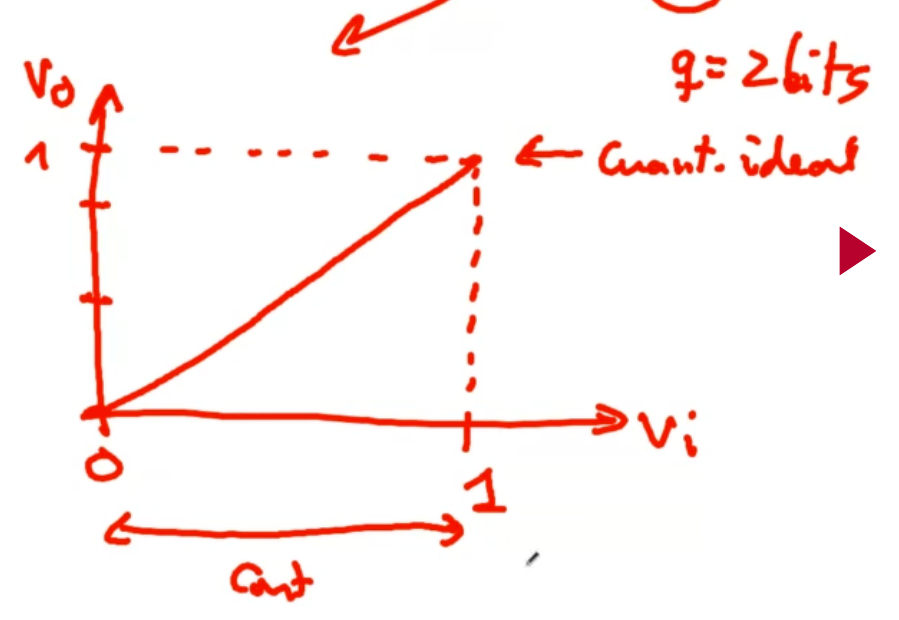 q=2bits
Vo
1
Cuant. ideal
Vi
0
1
Cont